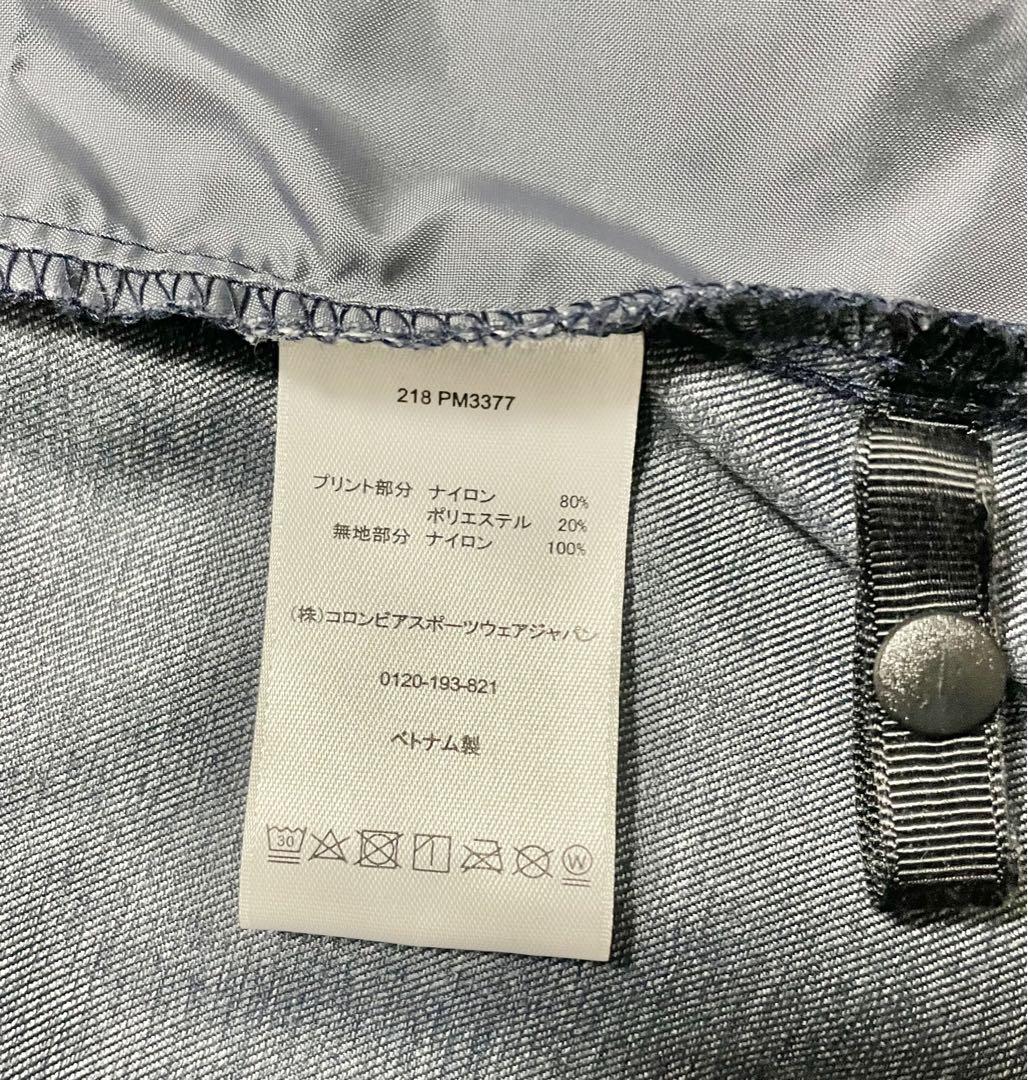 218 PM3377
プリント部分 ナイロン 80%
ポリエステル 20%
無地部分 ナイロン 100%
(株)コロンビアスポーツウェアジャパン
0120-193-821
ベトナム製
30 W